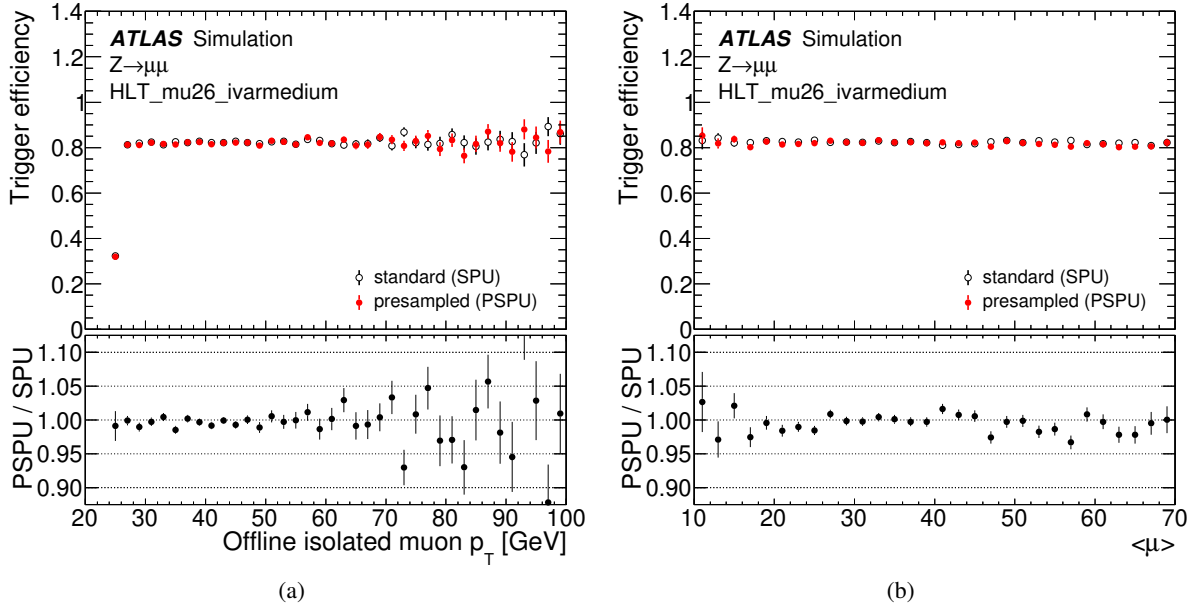 1.4
1.2
1
0.8
0.6
0.4
0.2
0
Trigger efficiency
ATLAS Simulation
Z→μμ
HLT_mu26_ivarmedium
standard (SPU)
presampled (PSPU)
1.10
1.05
1.00
0.95
0.90
PSPU / SPU
20 30 40 50 60 70 80 90 100
Offline isolated muon p_T [GeV]
(a)
1.4
1.2
1
0.8
0.6
0.4
0.2
0
Trigger efficiency
ATLAS Simulation
Z→μμ
HLT_mu26_ivarmedium
standard (SPU)
presampled (PSPU)
1.10
1.05
1.00
0.95
0.90
PSPU / SPU
10 20 30 40 50 60 70
<μ>
(b)